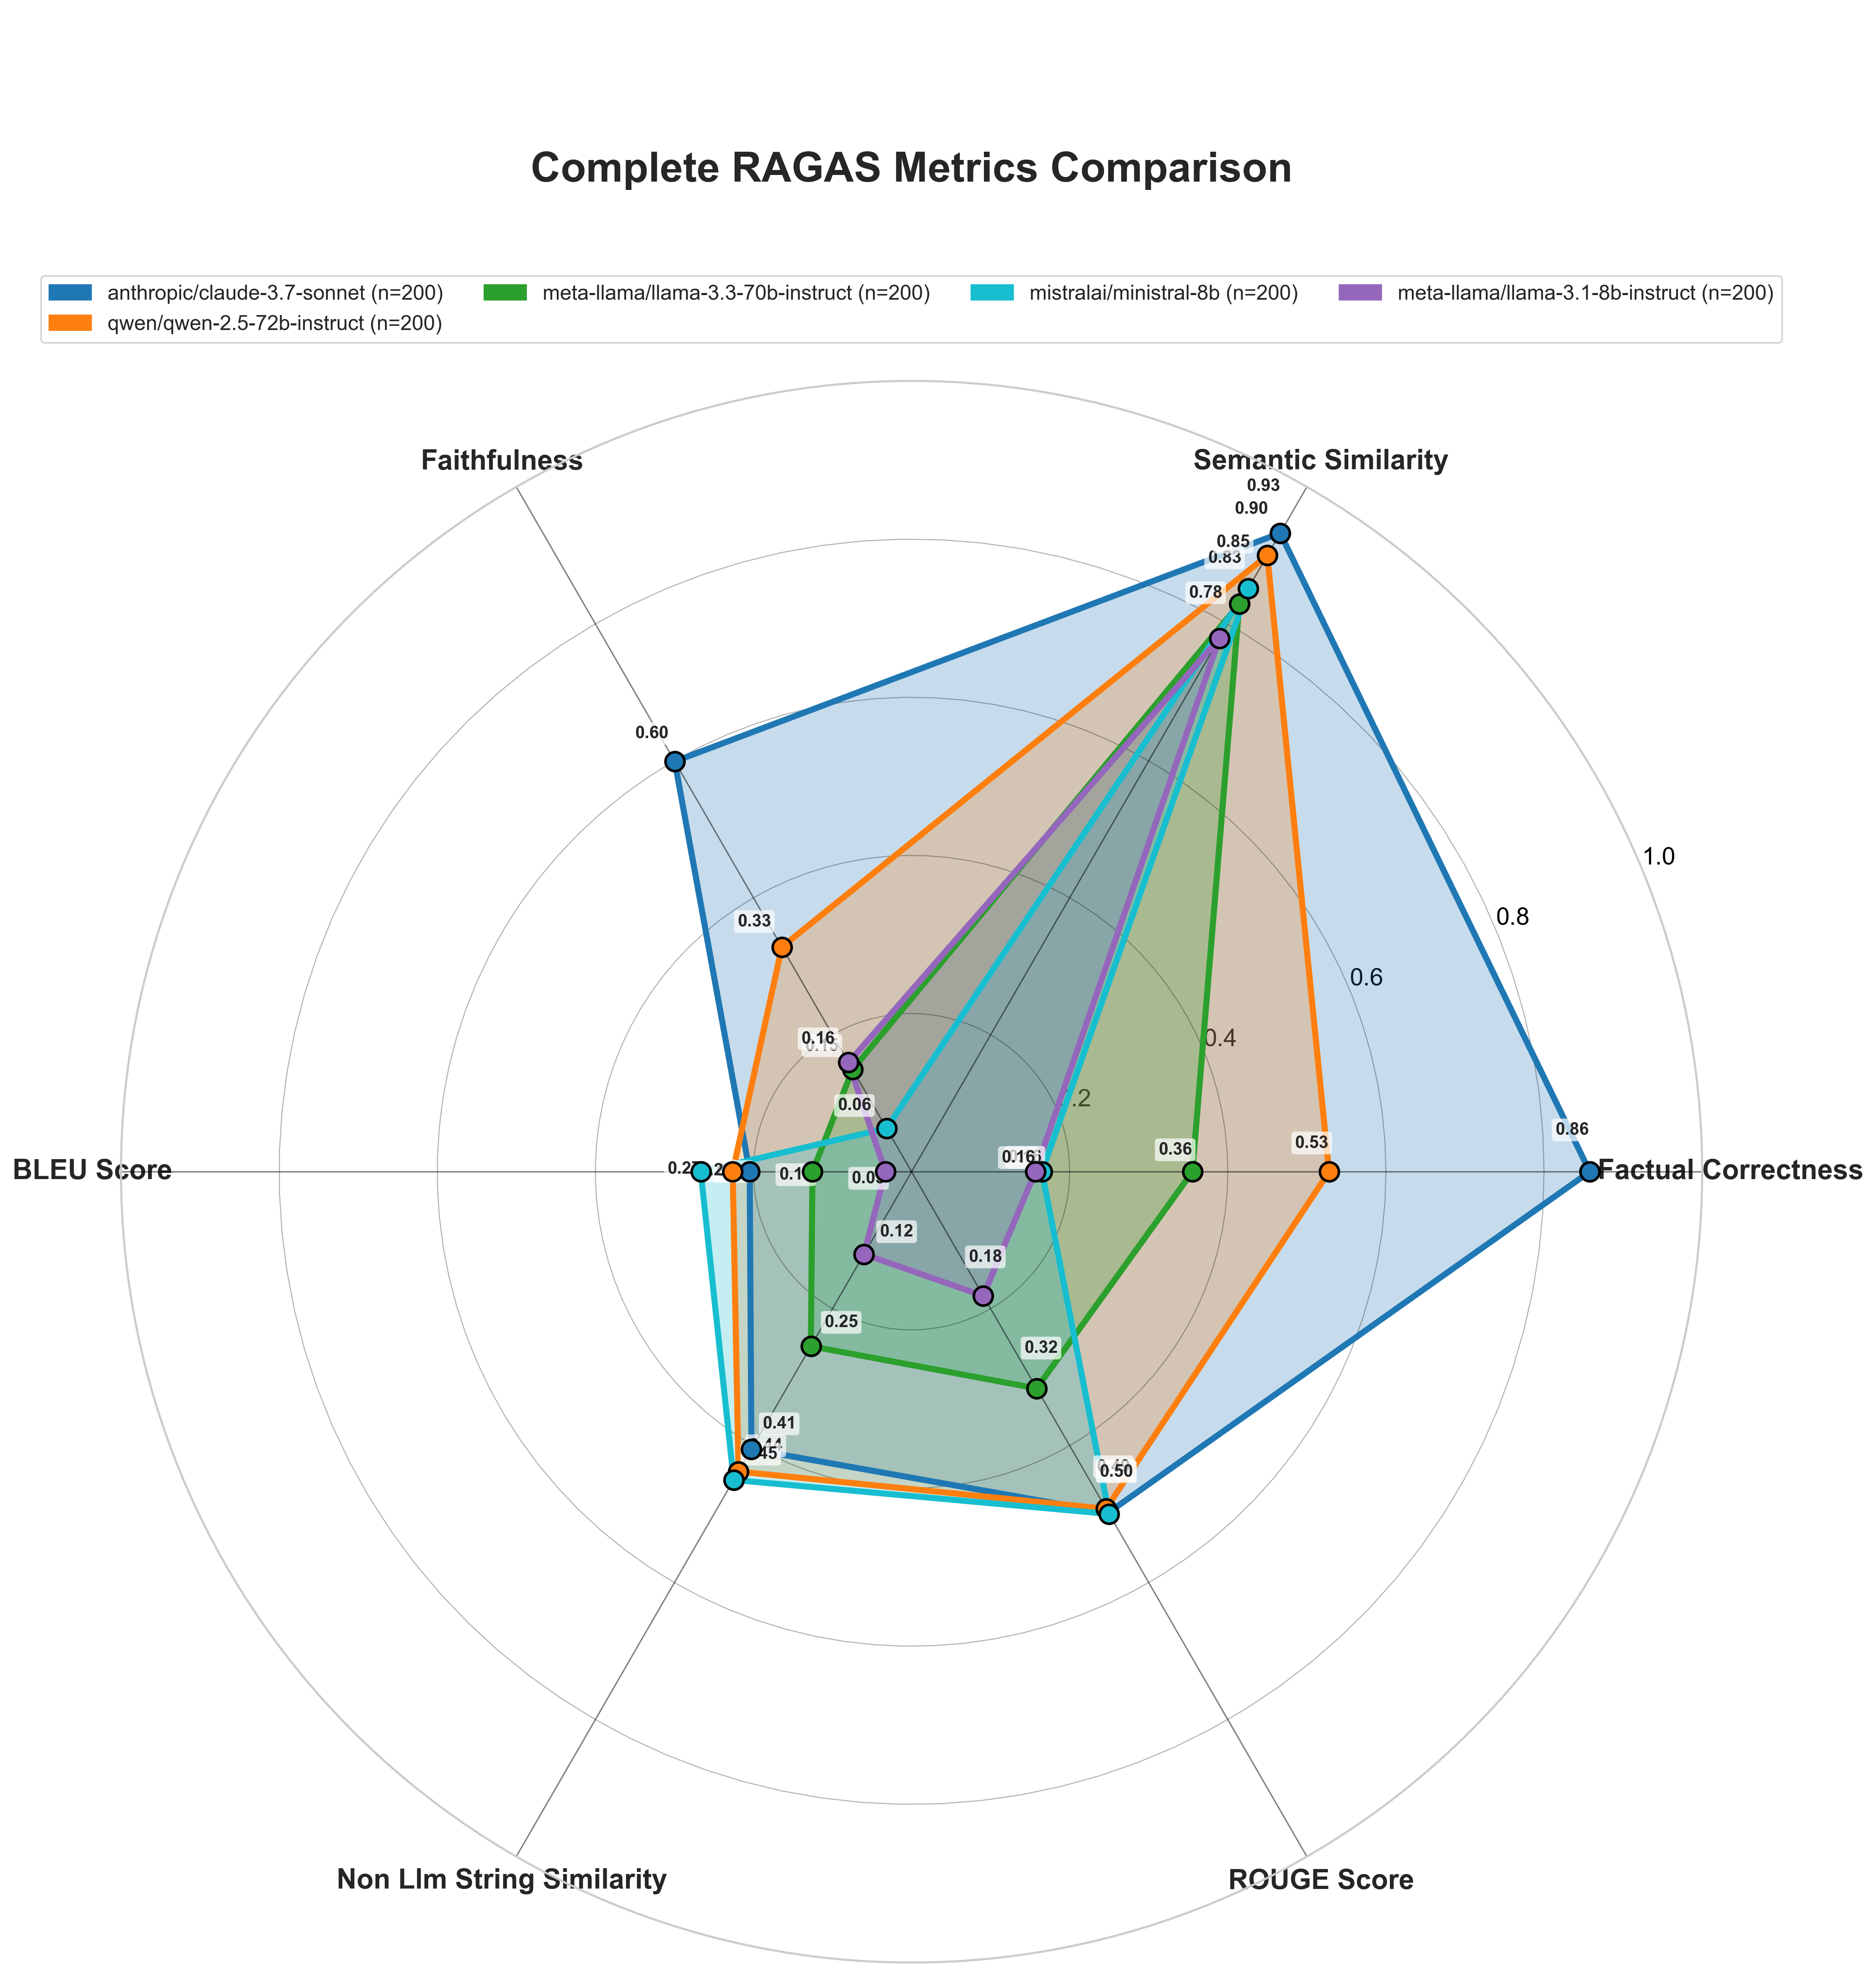 Complete RAGAS Metrics Comparison
anthropic/claude-3.7-sonnet (n=200)
meta-llama/llama-3.3-70b-instruct (n=200)
mistralai/ministral-8b (n=200)
meta-llama/llama-3.1-8b-instruct (n=200)
qwen/qwen-2.5-72b-instruct (n=200)
Faithfulness
Semantic Similarity
0.93
0.90
0.85
0.83
0.78
0.60
1.0
0.8
0.33
0.6
0.16
0.4
0.06
0.86
0.53
0.36
0.16
BLEU Score
Factual Correctness
0.12
0.18
0.25
0.32
0.41
0.50
Non Llm String Similarity
ROUGE Score